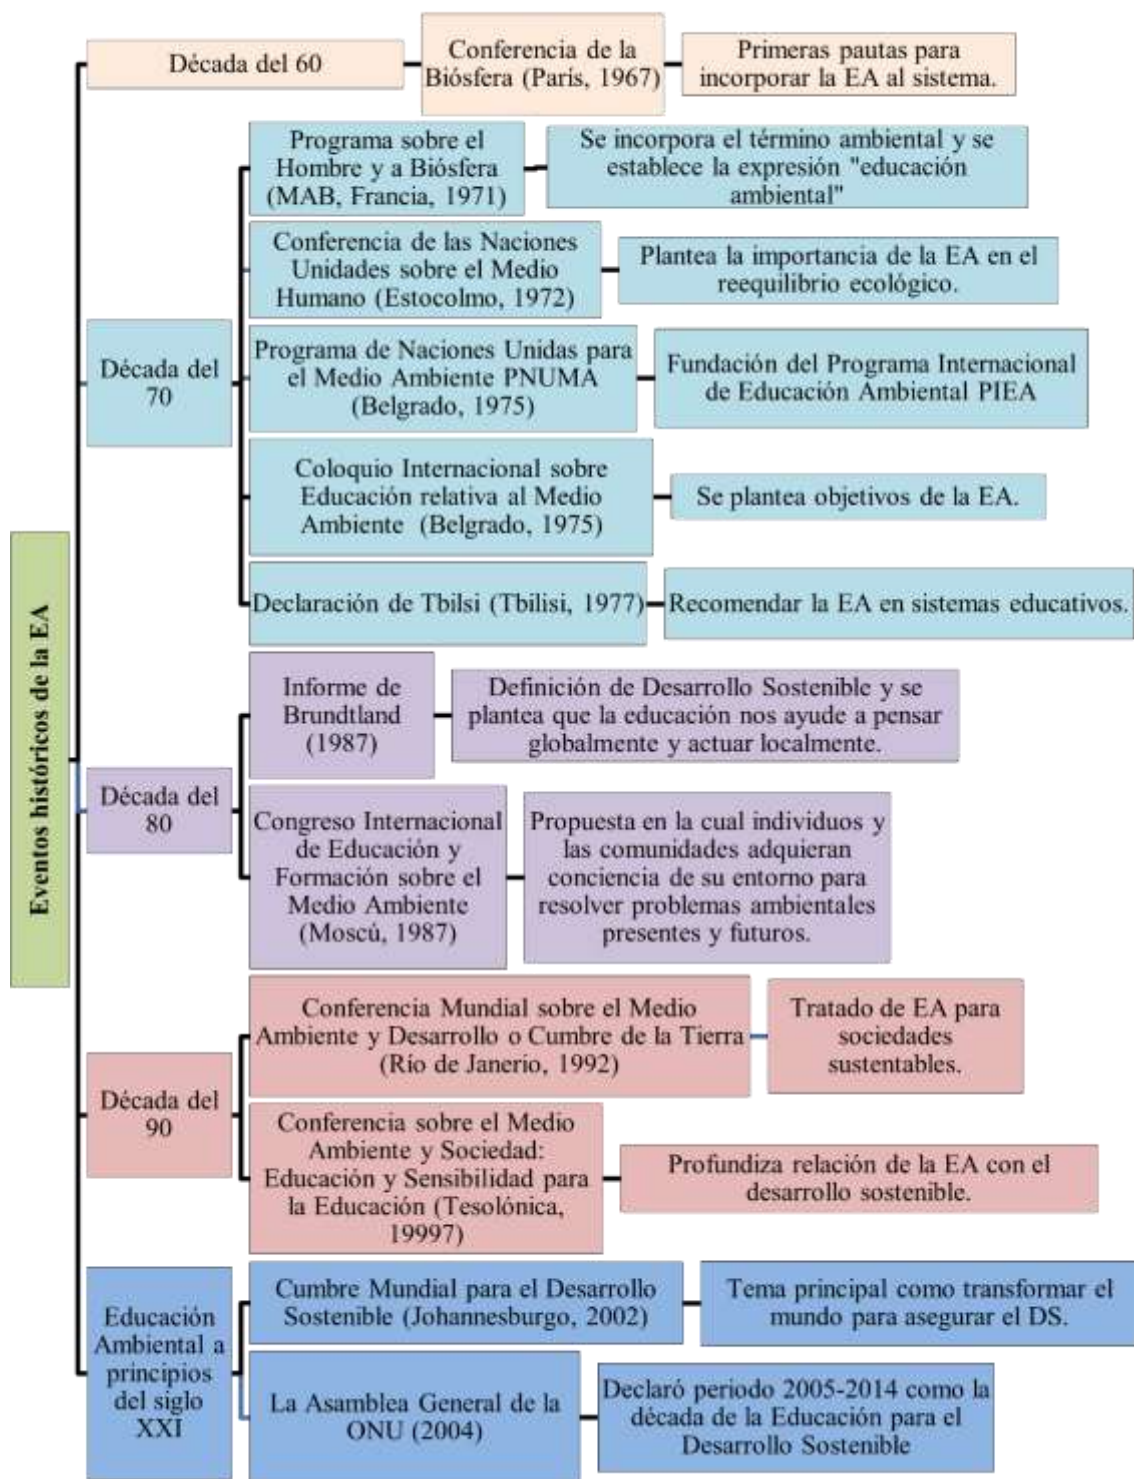 Eventos históricos de la EA
Década del 60
Conferencia de la
Biósfera (París, 1967)
Primeras pautas para
incorporar la EA al sistema.
Década del
70
Programa sobre el
Hombre y a Biósfera
(MAB, Francia, 1971)
Se incorpora el término ambiental y se
establece la expresión "educación
ambiental"
Conferencia de las Naciones
Unidas sobre el Medio
Humano (Estocolmo, 1972)
Plantea la importancia de la EA en el
reequilibrio ecológico.
Programa de Naciones Unidas para
el Medio Ambiente PNUMA
(Belgrado, 1975)
Fundación del Programa Internacional
de Educación Ambiental PIEA
Coloquio Internacional sobre
Educación relativa al Medio
Ambiente (Belgrado, 1975)
Se plantea objetivos de la EA.
Declaración de Tbilsi (Tbilisi, 1977)
Recomendar la EA en sistemas educativos.
Década del
80
Informe de
Brundtland
(1987)
Definición de Desarrollo Sostenible y se
plantea que la educación nos ayude a pensar
globalmente y actuar localmente.
Congreso Internacional
de Educación y
Formación sobre el
Medio Ambiente
(Moscú, 1987)
Propuesta en la cual individuos y
las comunidades adquieran
conciencia de su entorno para
resolver problemas ambientales
presentes y futuros.
Década del
90
Conferencia Mundial sobre el Medio
Ambiente y Desarrollo o Cumbre de la Tierra
(Río de Janerio, 1992)
Tratado de EA para
sociedades
sustentables.
Conferencia sobre el Medio
Ambiente y Sociedad:
Educación y Sensibilidad para
la Educación (Tesolónica,
19997)
Profundiza relación de la EA con el
desarrollo sostenible.
Educación
Ambiental a
principios
del siglo
XXI
Cumbre Mundial para el Desarrollo
Sostenible (Johannesburgo, 2002)
Tema principal como transformar el
mundo para asegurar el DS.
La Asamblea General de la
ONU (2004)
Declaró periodo 2005-2014 como la
década de la Educación para el
Desarrollo Sostenible